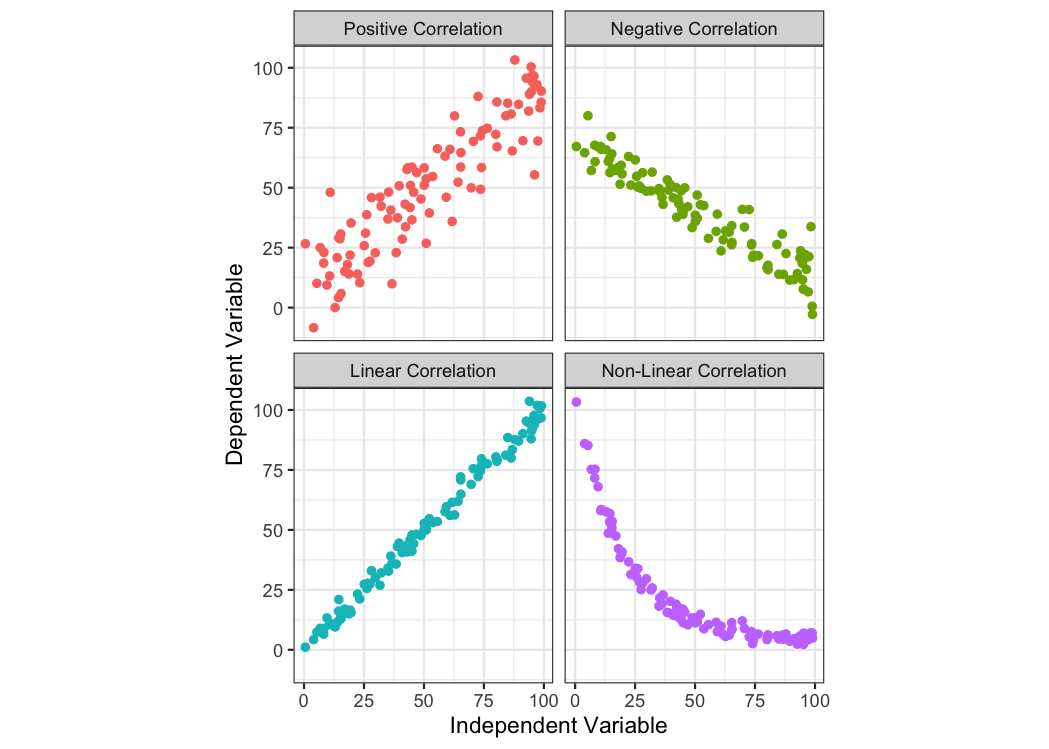 Positive Correlation
Negative Correlation
100
75
50
25
0
Linear Correlation
Non-Linear Correlation
100
75
50
25
0
0 25 50 75 100
0 25 50 75 100
Independent Variable
Dependent Variable